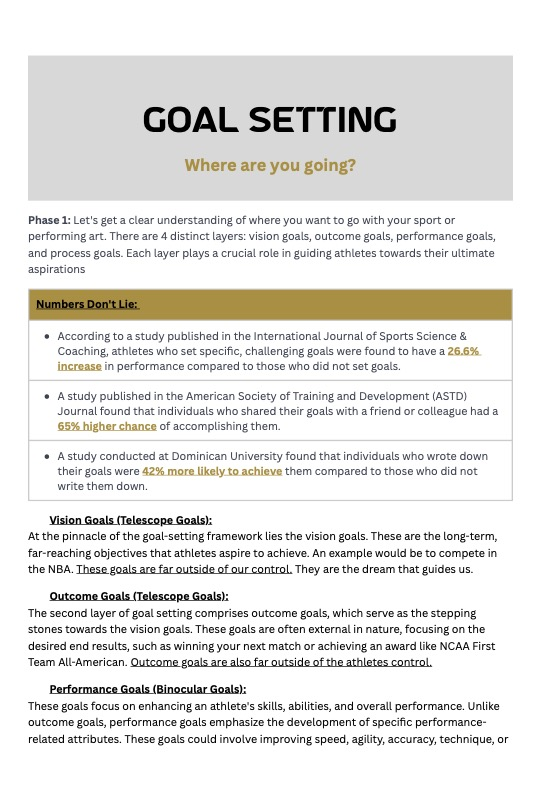 GOAL SETTING
Where are you going?
Phase 1: Let's get a clear understanding of where you want to go with your sport or
performing art. There are 4 distinct layers: vision goals, outcome goals, performance goals,
and process goals. Each layer plays a crucial role in guiding athletes towards their ultimate
aspirations
Numbers Don't Lie:
• According to a study published in the International Journal of Sports Science &
Coaching, athletes who set specific, challenging goals were found to have a 26.6%
increase in performance compared to those who did not set goals.
• A study published in the American Society of Training and Development (ASTD)
Journal found that individuals who shared their goals with a friend or colleague had a
65% higher chance of accomplishing them.
• A study conducted at Dominican University found that individuals who wrote down
their goals were 42% more likely to achieve them compared to those who did not
write them down.
Vision Goals (Telescope Goals):
At the pinnacle of the goal-setting framework lies the vision goals. These are the long-term,
far-reaching objectives that athletes aspire to achieve. An example would be to compete in
the NBA. These goals are far outside of our control. They are the dream that guides us.
Outcome Goals (Telescope Goals):
The second layer of goal setting comprises outcome goals, which serve as the stepping
stones towards the vision goals. These goals are often external in nature, focusing on the
desired end results, such as winning your next match or achieving an award like NCAA First
Team All-American. Outcome goals are also far outside of the athletes control.
Performance Goals (Binocular Goals):
These goals focus on enhancing an athlete's skills, abilities, and overall performance. Unlike
outcome goals, performance goals emphasize the development of specific performance-
related attributes. These goals could involve improving speed, agility, accuracy, technique, or